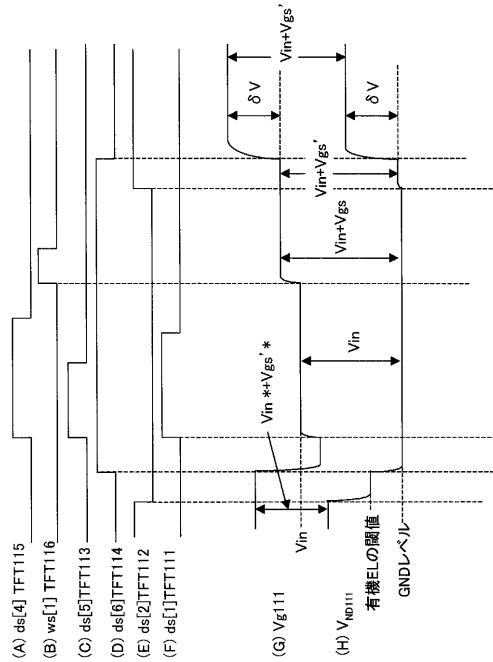 (A) ds[4] TFT115
(B) ws[1] TFT116
(C) ds[5]TFT113
(D) ds[6]TFT114
(E) ds[2]TFT112
(F) ds[1]TFT111
(G) Vg111
Vin
(H) VND111
有機ELの閾値
GNDレベル
Vin *+Vgs' *
Vin
Vin+Vgs
Vin+Vgs'
δV
δV
Vin+Vgs'